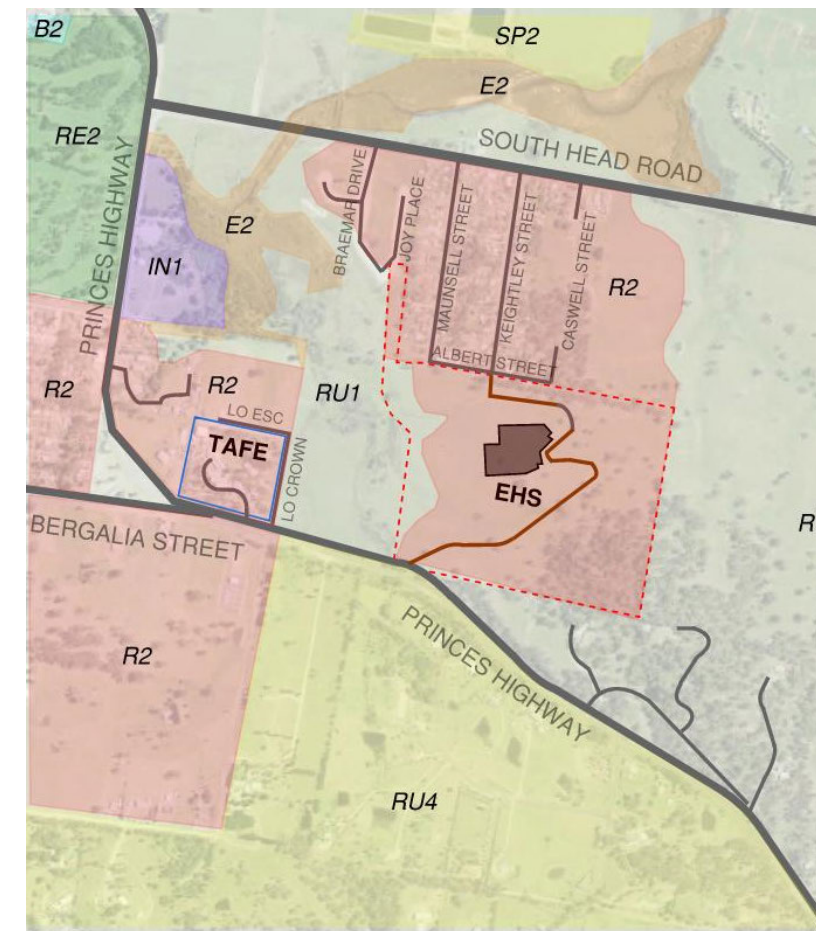 B2
SP2
E2
RE2
SOUTH HEAD ROAD
PRINCES HIGHWAY
BRAEMAR DRIVE
JOY PLACE
MAUNSELL STREET
KEIGHTLEY STREET
CASWELL STREET
E2
IN1
R2
ALBERT STREET
R2
R2
RU1
LO ESC
TAFE
LO CROWN
EHS
R
BERGALIA STREET
PRINCES HIGHWAY
R2
RU4